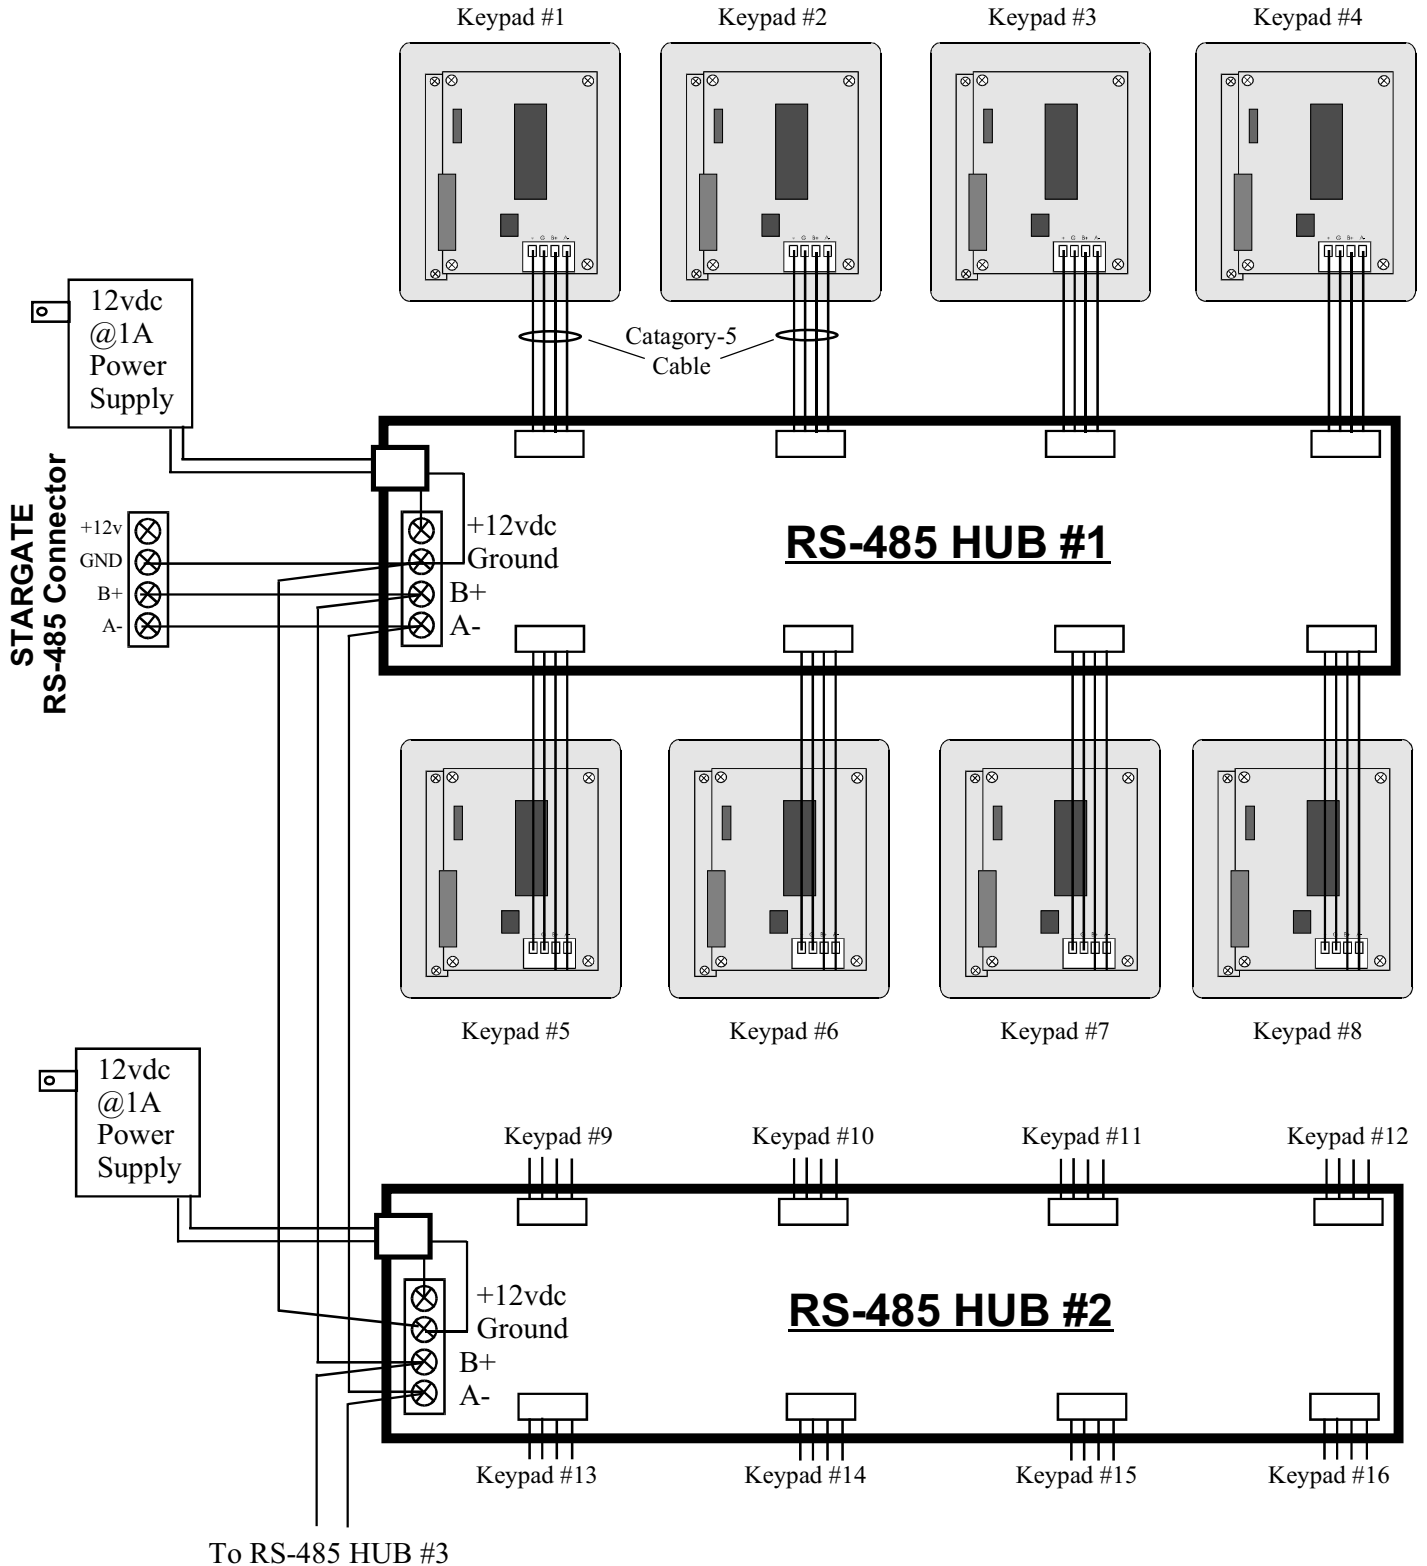 Keypad #1
Keypad #2
Keypad #3
Keypad #4
+ G B+ A-
+ G B+ A-
+ G B+ A-
+ G B+ A-
12vdc
@1A
Power
Supply
Catagory-5
Cable
STARGATE
RS-485 Connector
+12v
GND
B+
A-
+12vdc
Ground
B+
A-
RS-485 HUB #1
G B+ A-
G B+ A-
G B+ A-
G B+ A-
Keypad #5
Keypad #6
Keypad #7
Keypad #8
12vdc
@1A
Power
Supply
Keypad #9
Keypad #10
Keypad #11
Keypad #12
+12vdc
Ground
B+
A-
RS-485 HUB #2
Keypad #13
Keypad #14
Keypad #15
Keypad #16
To RS-485 HUB #3